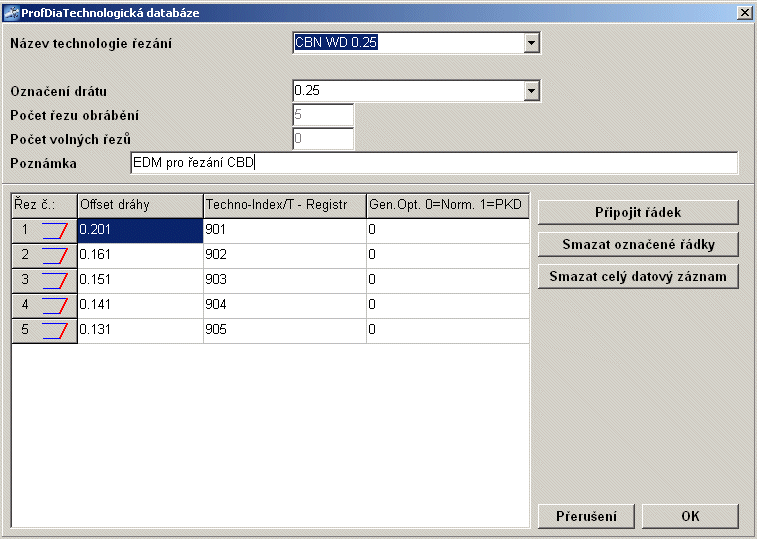 ProfDiaTechnologická databáze
Název technologie řezání CBN WD 0.25
Označení drátu 0.25
Počet řezu obrábění 5
Počet volných řezů 0
Poznámka EDM pro řezání CBD
Řez č.: Offset dráhy Techno-Index/T - Registr Gen.Opt. 0=Norm. 1=PKD
1 0.201 901 0
2 0.161 902 0
3 0.151 903 0
4 0.141 904 0
5 0.131 905 0
Připojit řádek
Smazat označené řádky
Smazat celý datový záznam
Přerušení OK